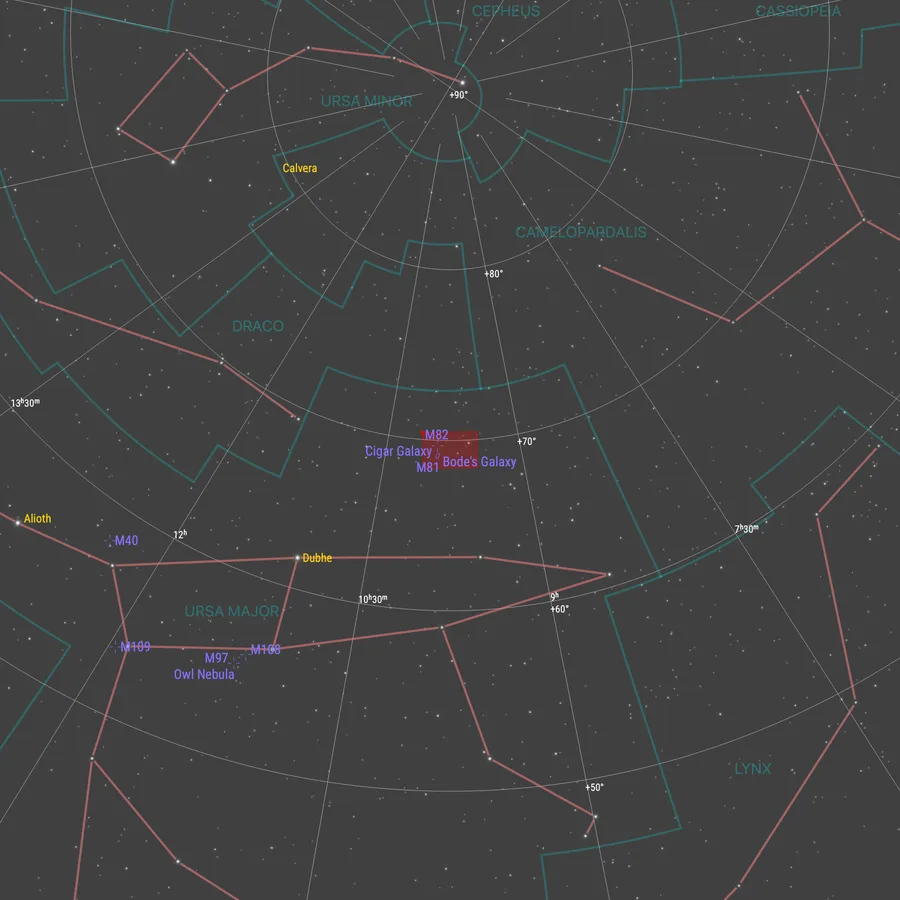 CEPHEUS
CASSIOPEIA
+90°
URSA MINOR
Calvera
CAMELOPARDALIS
+80°
DRACO
13h30m
M82
+70°
Cigar Galaxy
Bode's Galaxy
M81
Alioth
7h30m
12h
M40
Dubhe
10h30m
9h
+60°
URSA MAJOR
M109
M108
M97
Owl Nebula
LYNX
+50°